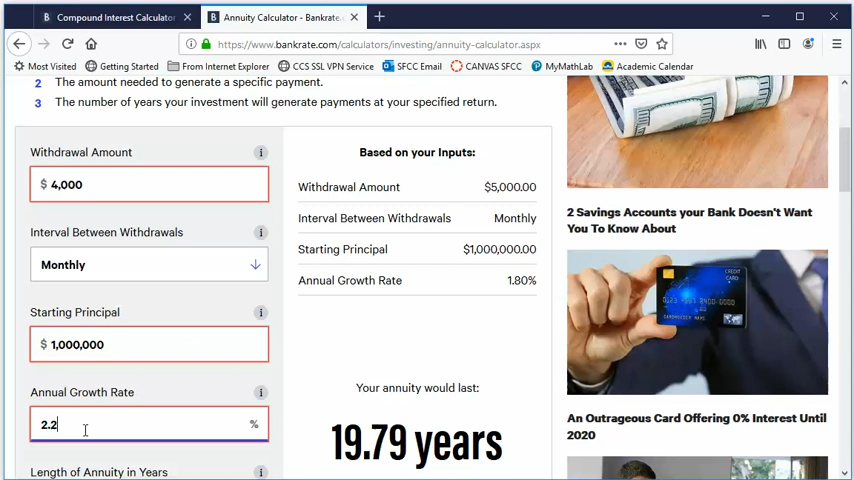 Compound Interest Calculator
Annuity Calculator - Bankrate.c
https://www.bankrate.com/calculators/investing/annuity-calculator.aspx
Most Visited Getting Started From Internet Explorer CCS SSL VPN Service SFCC Email CANVAS SFCC MyMathLab Academic Calendar
2 The amount needed to generate a specific payment.
3 The number of years your investment will generate payments at your specified return.
Withdrawal Amount
$ 4,000
Interval Between Withdrawals
Monthly
Starting Principal
$ 1,000,000
Annual Growth Rate
2.2 %
Length of Annuity in Years
Based on your Inputs:
Withdrawal Amount $5,000.00
Interval Between Withdrawals Monthly
Starting Principal $1,000,000.00
Annual Growth Rate 1.80%
Your annuity would last:
19.79 years
2 Savings Accounts your Bank Doesn't Want
You To Know About
CREDIT
CARD
An Outrageous Card Offering 0% Interest Until
2020